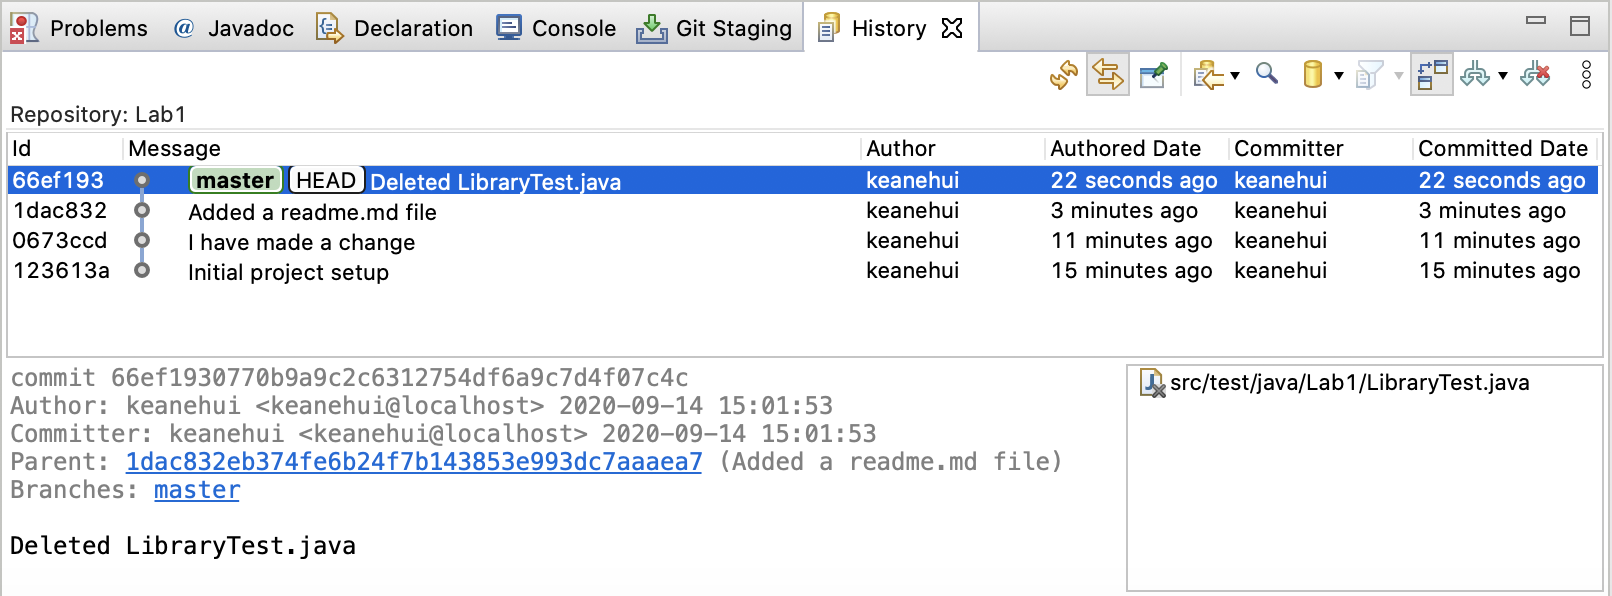 Problems @ Javadoc Declaration Console Git Staging History
Repository: Lab1
Id Message Author Authored Date Committer Committed Date
66ef193 master HEAD Deleted LibraryTest.java keanehui 22 seconds ago keanehui 22 seconds ago
1dac832 Added a readme.md file keanehui 3 minutes ago keanehui 3 minutes ago
0673ccd I have made a change keanehui 11 minutes ago keanehui 11 minutes ago
123613a Initial project setup keanehui 15 minutes ago keanehui 15 minutes ago
commit 66ef1930770b9a9c2c6312754df6a9c7d4f07c4c
Author: keanehui <keanehui@localhost> 2020-09-14 15:01:53
Committer: keanehui <keanehui@localhost> 2020-09-14 15:01:53
Parent: 1dac832eb374fe6b24f7b143853e993dc7aaaea7 (Added a readme.md file)
Branches: master
Deleted LibraryTest.java
src/test/java/Lab1/LibraryTest.java